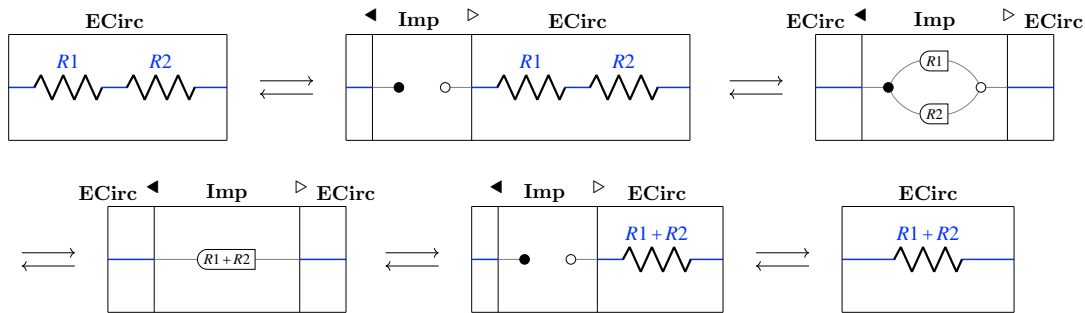 ECirc ◀ Imp ▷ ECirc ECirc ◀ Imp ▷ ECirc
R1 R2 R1 R2 R1
R2
ECirc ◀ Imp ▷ ECirc ◀ Imp ▷ ECirc ECirc
R1+R2 R1+R2 R1+R2